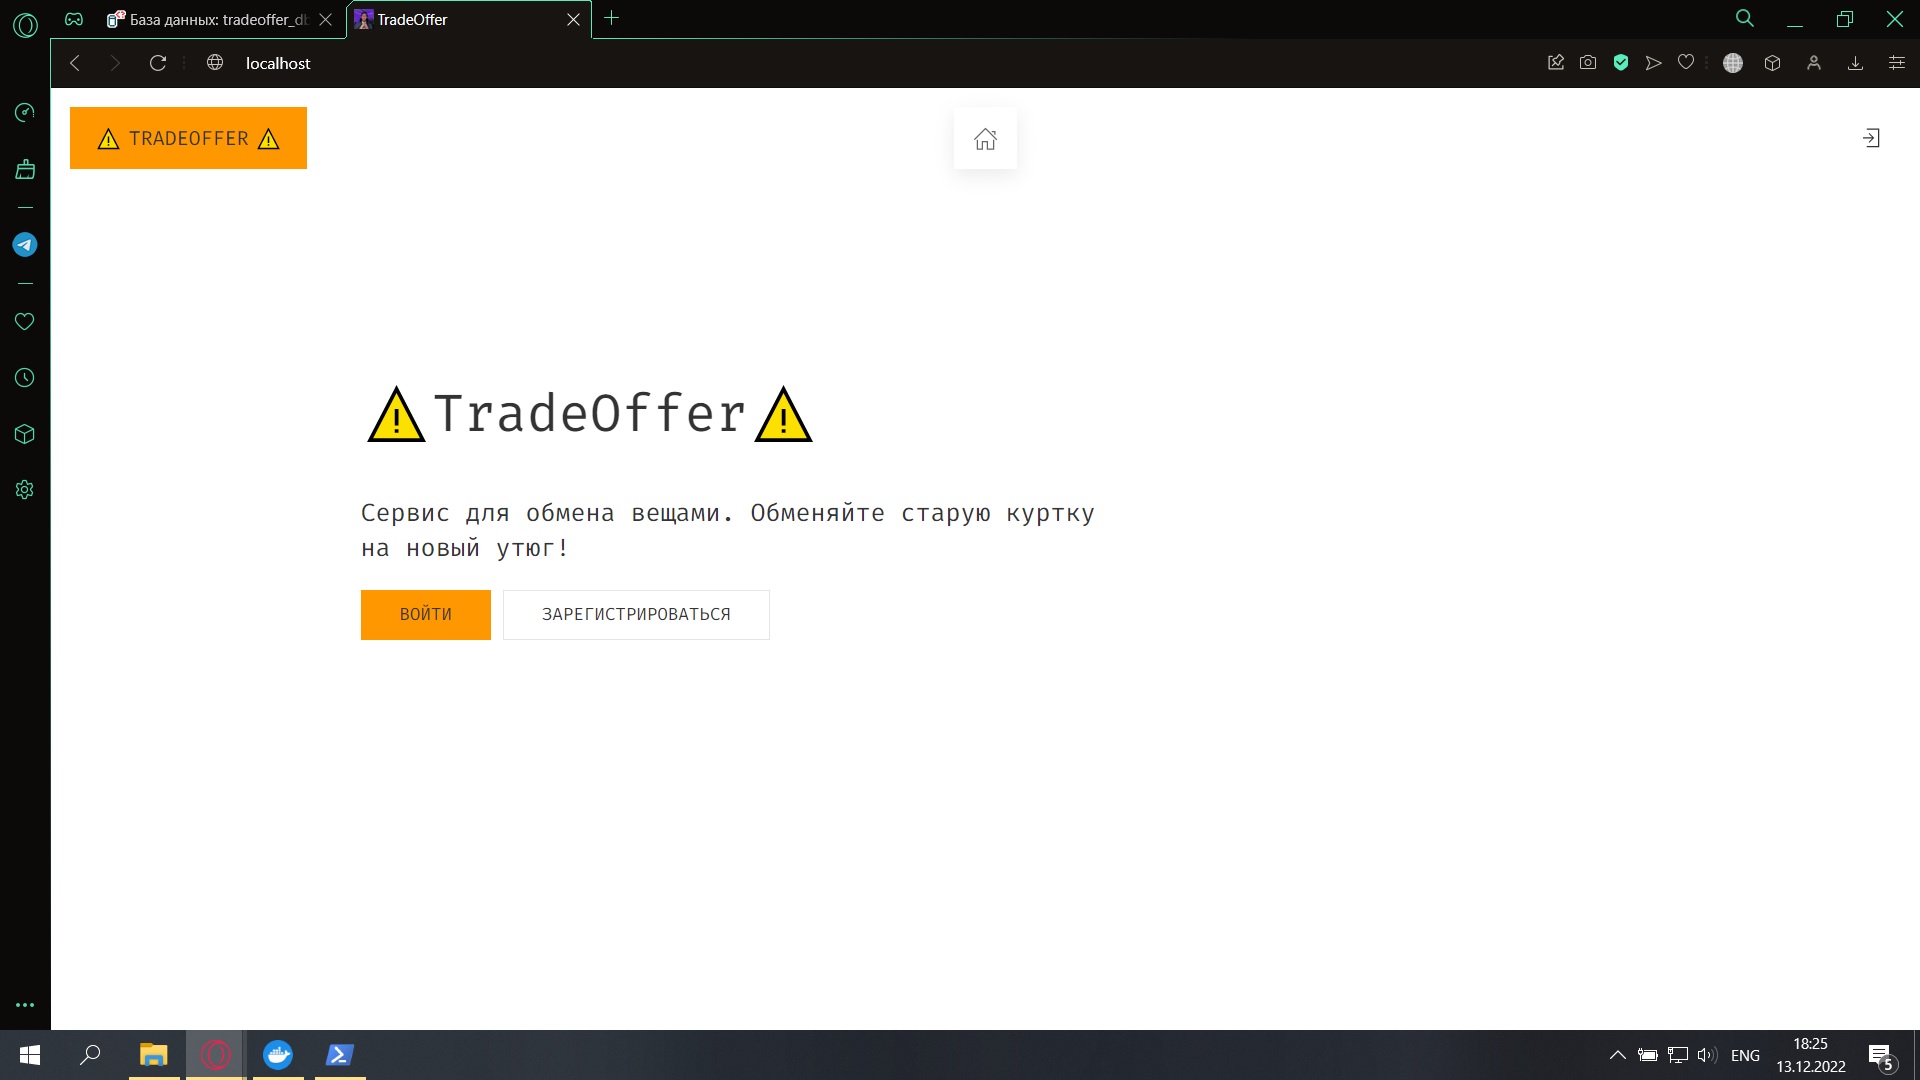 База данных: tradeoffer_db
TradeOffer
localhost
TRADEOFFER
TradeOffer
Сервис для обмена вещами. Обменяйте старую куртку
на новый утюг!
ВОЙТИ
ЗАРЕГИСТРИРОВАТЬСЯ
ENG
18:25
13.12.2022
5